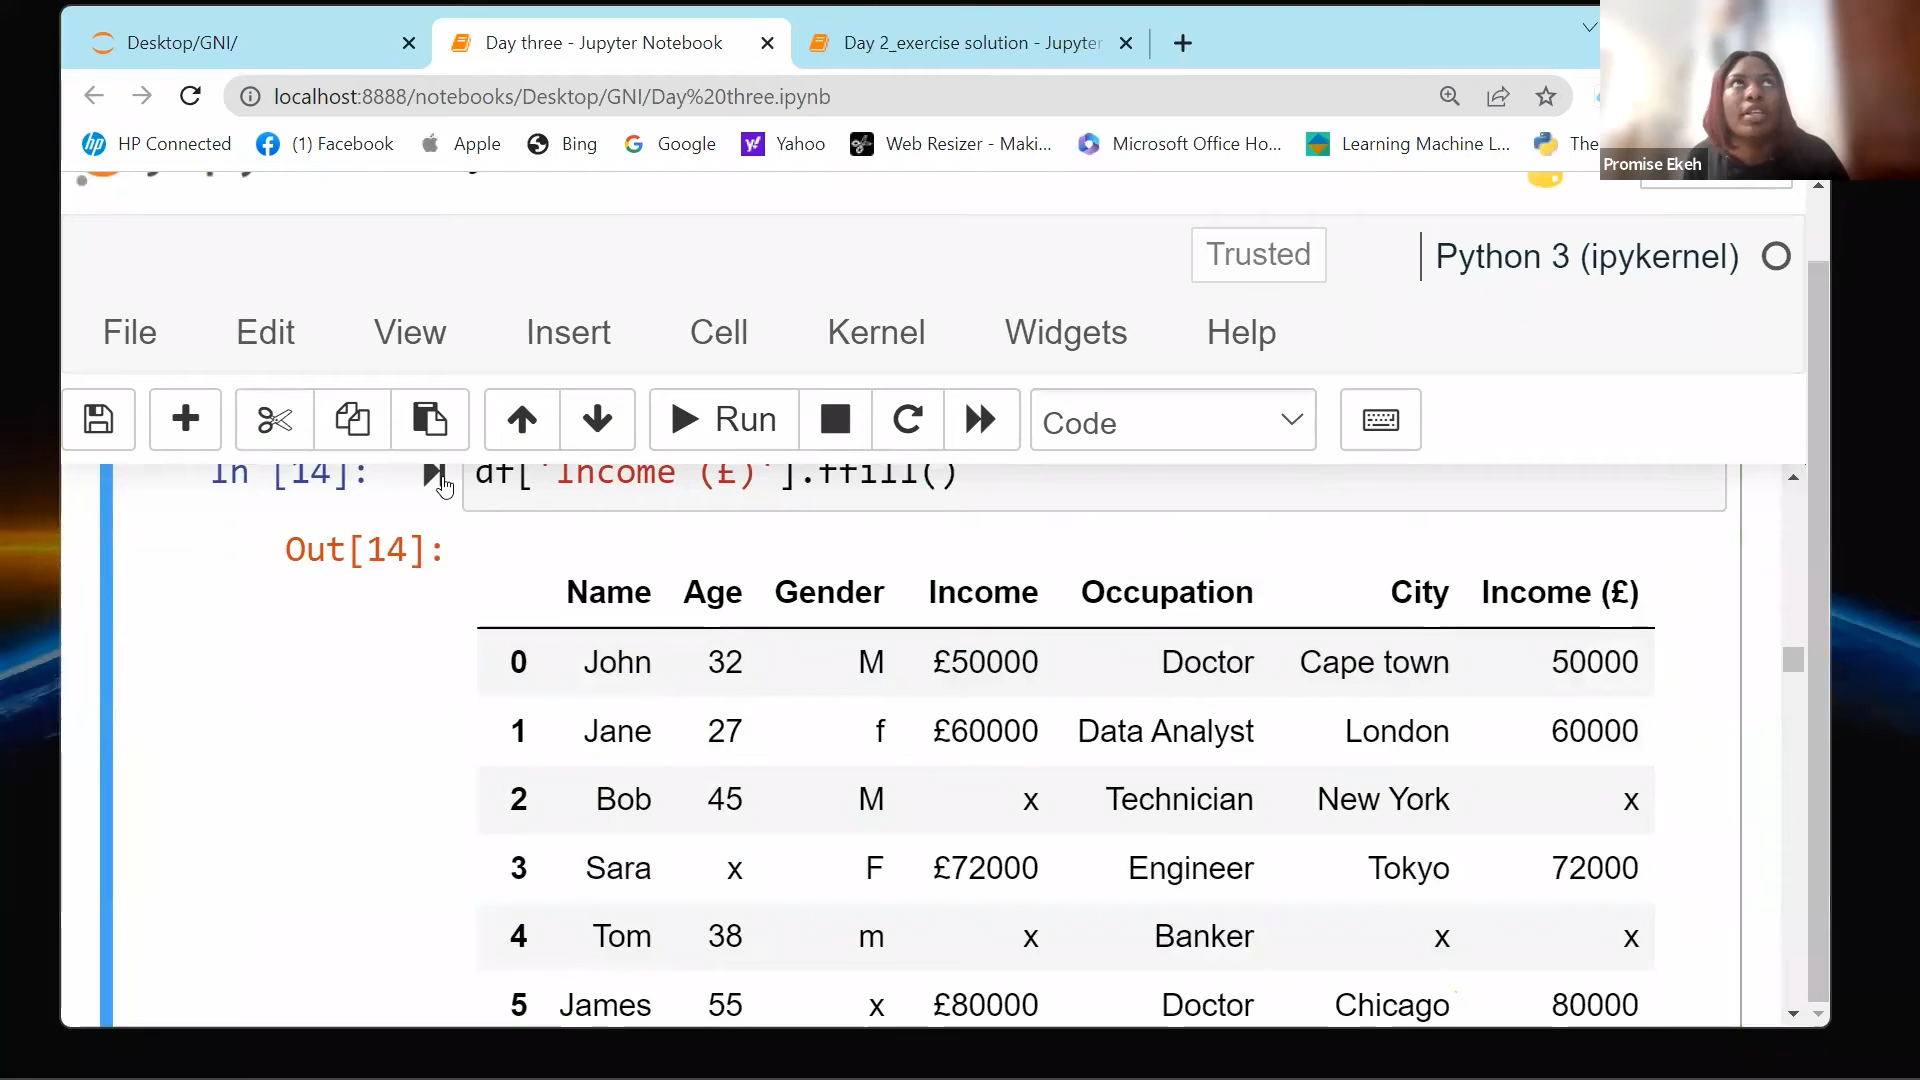 Desktop/GNI/
Day three - Jupyter Notebook
Day 2_exercise solution - Jupyter
localhost:8888/notebooks/Desktop/GNI/Day%20three.ipynb
HP Connected
(1) Facebook
Apple
Bing
Google
Yahoo
Web Resizer - Maki...
Microsoft Office Ho...
Learning Machine L...
The
Promise Ekeh
Trusted
Python 3 (ipykernel)
File Edit View Insert Cell Kernel Widgets Help
Run
Code
In [14]: df['Income (£)'].ffill()
Out[14]:
Name Age Gender Income Occupation City Income (£)
0 John 32 M £50000 Doctor Cape town 50000
1 Jane 27 f £60000 Data Analyst London 60000
2 Bob 45 M x Technician New York x
3 Sara x F £72000 Engineer Tokyo 72000
4 Tom 38 m x Banker x x
5 James 55 x £80000 Doctor Chicago 80000